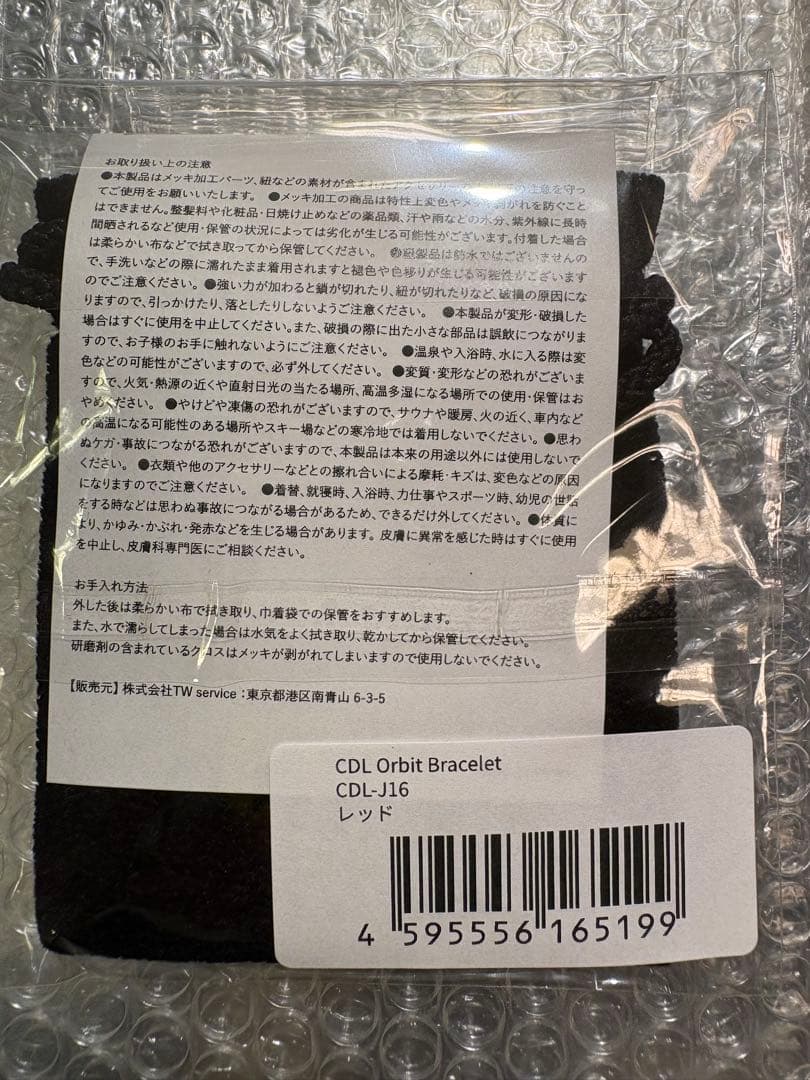 お取り扱い上の注意
●本製品はメッキ加工パーツ、紐などの素材が含まれたアクセサリーの注意を守っ
てご使用をお願いいたします。 ●メッキ加工の商品は特性上変色やメッキ剥がれを防ぐこと
はできません。整髪料や化粧品・日焼け止めなどの薬品類、汗や雨などの水分、紫外線に長時
間晒されるなど使用・保管の状況によっては劣化が生じる可能性がございます。付着した場合
は柔らかい布などで拭き取ってから保管してください。 ●紐製品は防水ではございませんの
で、手洗いなどの際に濡れたまま着用されますと褪色や色移りが生じる可能性がございます
のでご注意ください。 ●強い力が加わると鎖が切れたり、紐が切れたりなど、破損の原因にな
りますので、引っかけたり、落としたりしないようご注意ください。 ●本製品が変形・破損した
場合はすぐに使用を中止してください。また、破損の際に出た小さな部品は誤飲につながりま
すので、お子様のお手に触れないようにご注意ください。 ●温泉や入浴時、水に入る際は変
色などの可能性がございますので、必ず外してください。 ●変質・変形などの恐れがございま
すので、火気・熱源の近くや直射日光の当たる場所、高温多湿になる場所での使用・保管はお
やめください。 ●やけどや凍傷の恐れがございますので、サウナや暖房、火の近く、車内など
の高温になる可能性のある場所やスキー場などの寒冷地では着用しないでください。 ●思わ
ぬケガ・事故につながる恐れがございますので、本製品は本来の用途以外には使用しないで
ください。 ●衣類や他のアクセサリーなどとの擦れ合いによる摩耗・キズは、変色などの原因
になりますのでご注意ください。 ●着替、就寝時、入浴時、力仕事やスポーツ時、幼児の世話
をする時などは思わぬ事故につながる場合があるため、できるだけ外してください。 ●体質に
より、かゆみ・かぶれ・発赤などを生じる場合があります。皮膚に異常を感じた時はすぐに使用
を中止し、皮膚科専門医にご相談ください。
お手入れ方法
外した後は柔らかい布で拭き取り、巾着袋での保管をおすすめします。
また、水で濡らしてしまった場合は水気をよく拭き取り、乾かしてから保管してください。
研磨剤の含まれているクロスはメッキが剥がれてしまいますので使用しないでください。
【販売元】株式会社TW service：東京都港区南青山 6-3-5
CDL Orbit Bracelet
CDL-J16
レッド
4 595556 165199